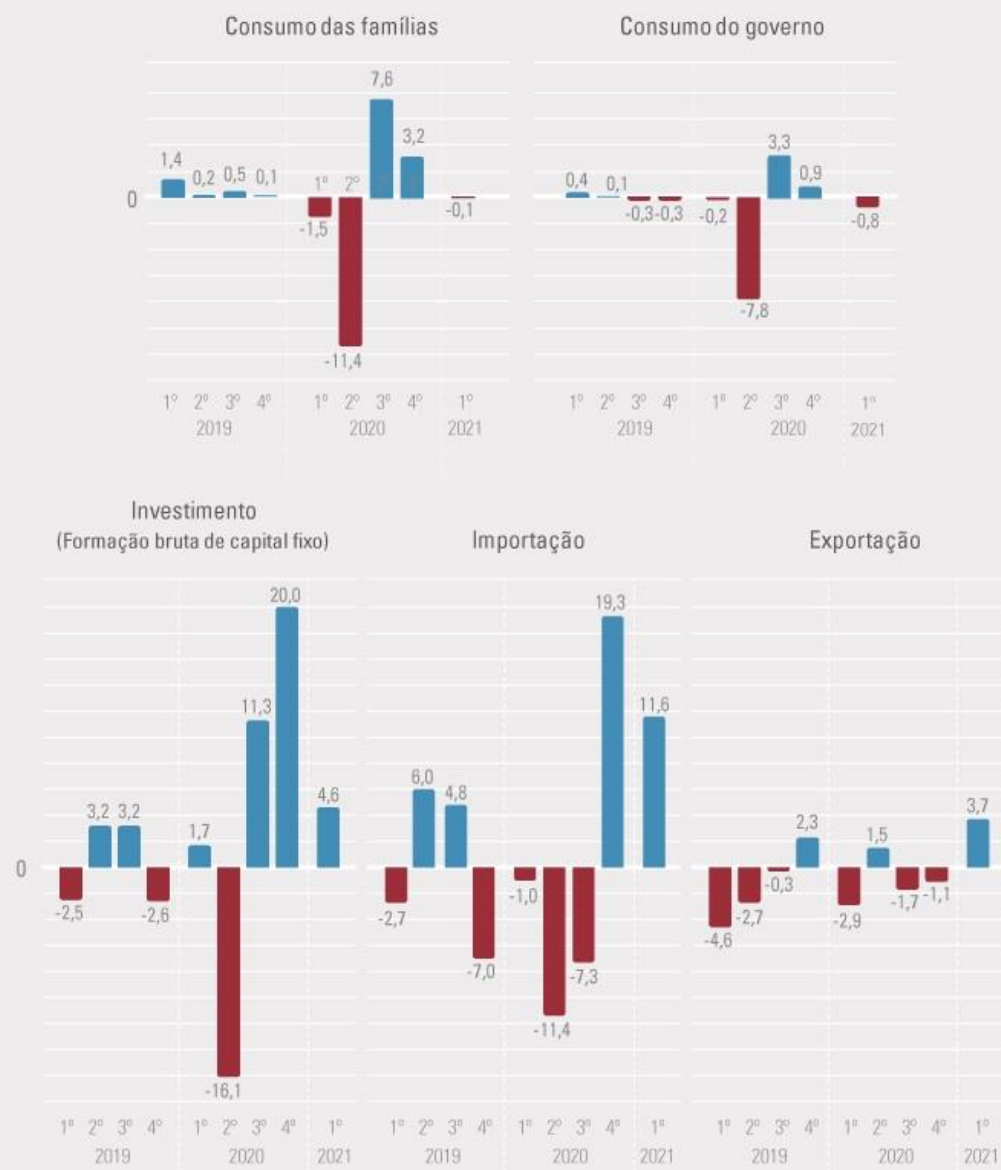 Consumo das famílias
7,6
3,2
1,4
0,2 0,5 0,1
1º 2º
0
-0,1
-1,5
-11,4
1º 2º 3º 4º 1º 2º 3º 4º 1º
2019 2020 2021
Consumo do governo
3,3
0,9
0,4 0,1
-0,3 -0,3 -0,2 -0,8
-7,8
1º 2º 3º 4º 1º 2º 3º 4º 1º
2019 2020 2021
Investimento
(Formação bruta de capital fixo)
20,0
11,3
4,6
3,2 3,2
1,7
0
-2,5 -2,6
-16,1
1º 2º 3º 4º 1º 2º 3º 4º 1º
2019 2020 2021
Importação
19,3
11,6
6,0
4,8
-1,0
-2,7
-7,0 -7,3
-11,4
1º 2º 3º 4º 1º 2º 3º 4º 1º
2019 2020 2021
Exportação
3,7
2,3
1,5
-0,3
-2,7 -2,9 -1,7 -1,1
-4,6
1º 2º 3º 4º 1º 2º 3º 4º 1º
2019 2020 2021